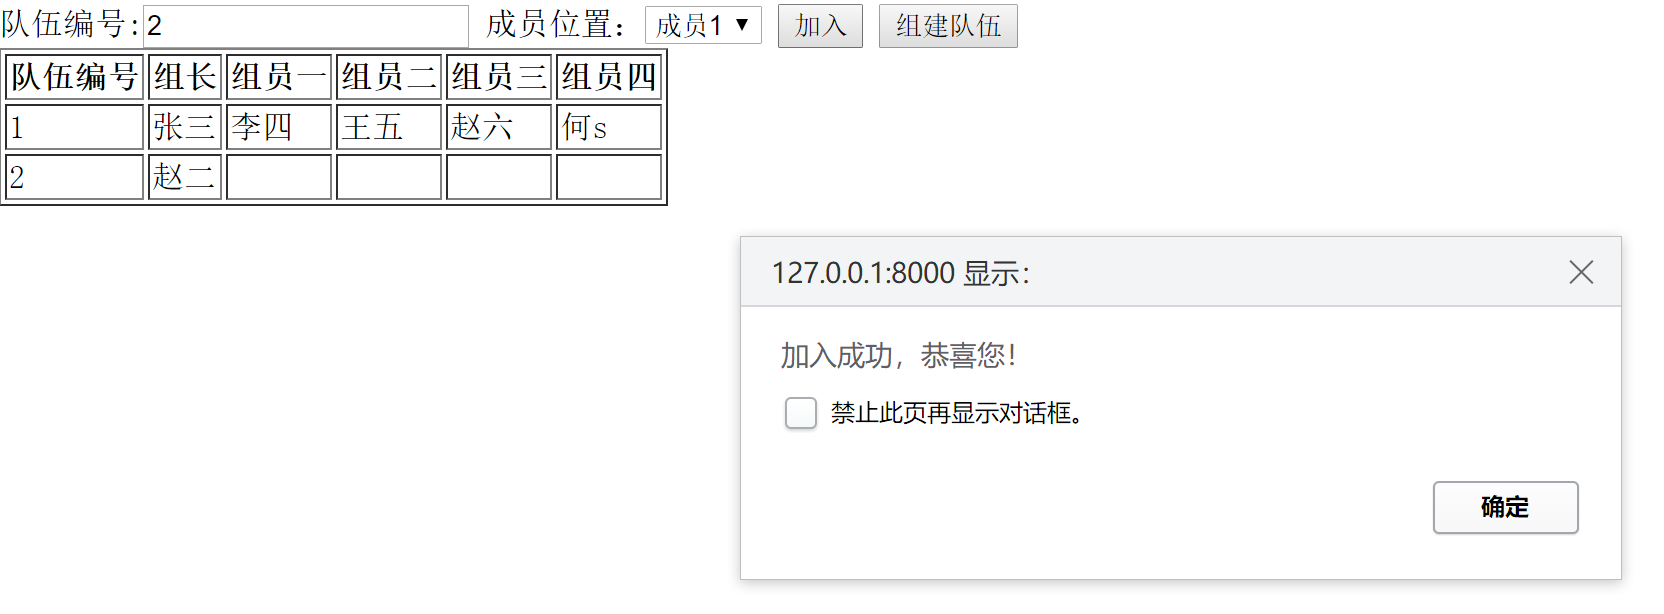 队伍编号:2 成员位置：成员1 加入 组建队伍
队伍编号 组长 组员一 组员二 组员三 组员四
1 张三 李四 王五 赵六 何s
2 赵二
127.0.0.1:8000 显示：
加入成功，恭喜您！
禁止此页再显示对话框。
确定